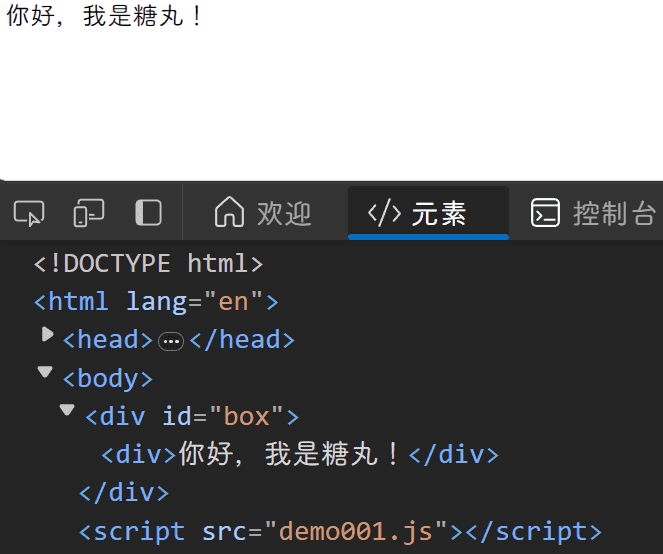 你好，我是糖丸！
欢迎 </> 元素 控制台
<!DOCTYPE html>
<html lang="en">
<head>…</head>
<body>
<div id="box">
<div>你好，我是糖丸！</div>
</div>
<script src="demo001.js"></script>